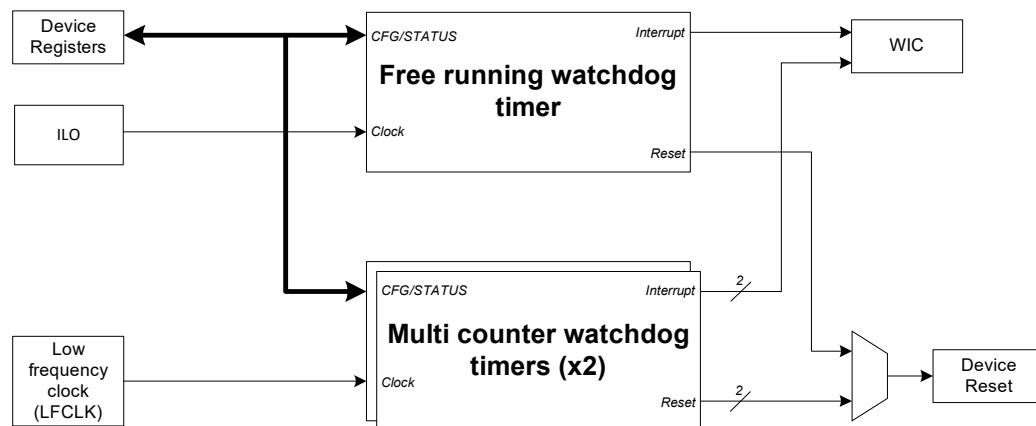 Device
Registers
CFG/STATUS
Interrupt
WIC
Free running watchdog
timer
ILO
Clock
Reset
CFG/STATUS
Interrupt
2
Multi counter watchdog
timers (x2)
Low
frequency
clock
(LFCLK)
Clock
Reset
2
Device
Reset